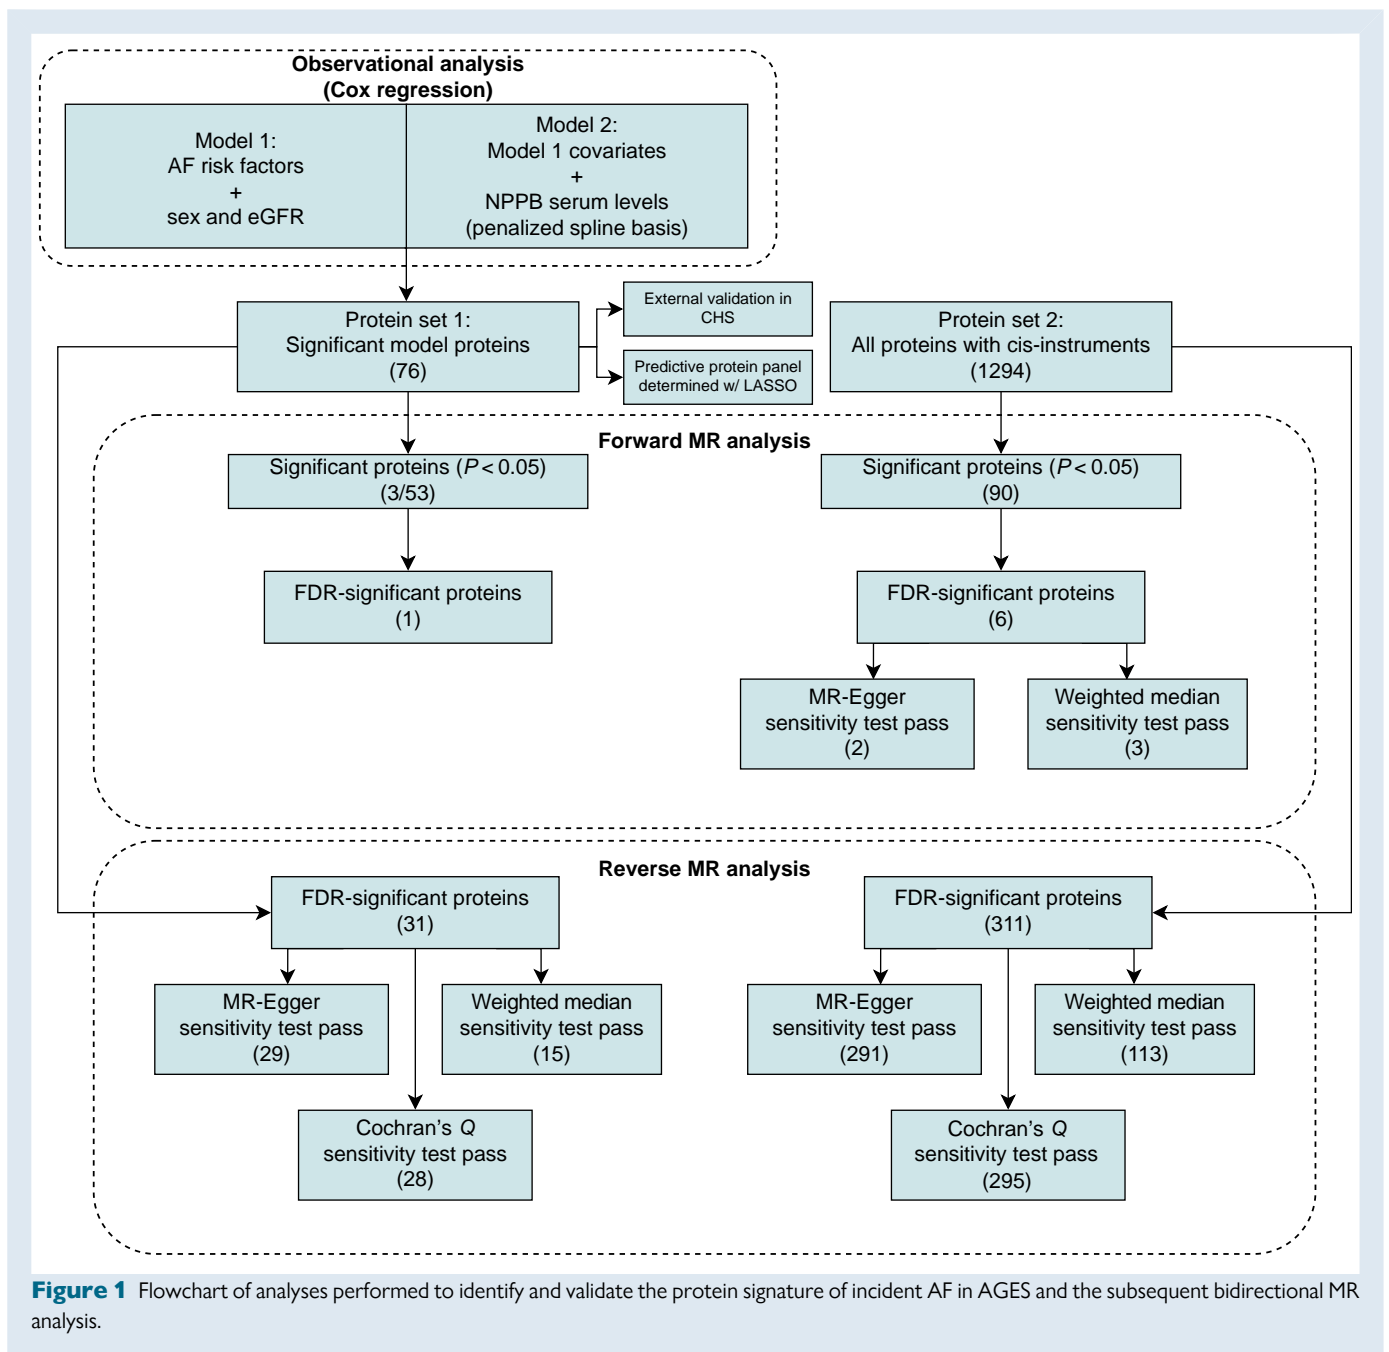 Observational analysis
(Cox regression)
Model 1:
AF risk factors
+
sex and eGFR
Model 2:
Model 1 covariates
+
NPPB serum levels
(penalized spline basis)
Protein set 1:
Significant model proteins
(76)
External validation in
CHS
Predictive protein panel
determined w/ LASSO
Protein set 2:
All proteins with cis-instruments
(1294)
Forward MR analysis
Significant proteins (P < 0.05)
(3/53)
Significant proteins (P < 0.05)
(90)
FDR-significant proteins
(1)
FDR-significant proteins
(6)
MR-Egger
sensitivity test pass
(2)
Weighted median
sensitivity test pass
(3)
Reverse MR analysis
FDR-significant proteins
(31)
FDR-significant proteins
(311)
MR-Egger
sensitivity test pass
(29)
Weighted median
sensitivity test pass
(15)
MR-Egger
sensitivity test pass
(291)
Weighted median
sensitivity test pass
(113)
Cochran's Q
sensitivity test pass
(28)
Cochran's Q
sensitivity test pass
(295)
Figure 1 Flowchart of analyses performed to identify and validate the protein signature of incident AF in AGES and the subsequent bidirectional MR
analysis.